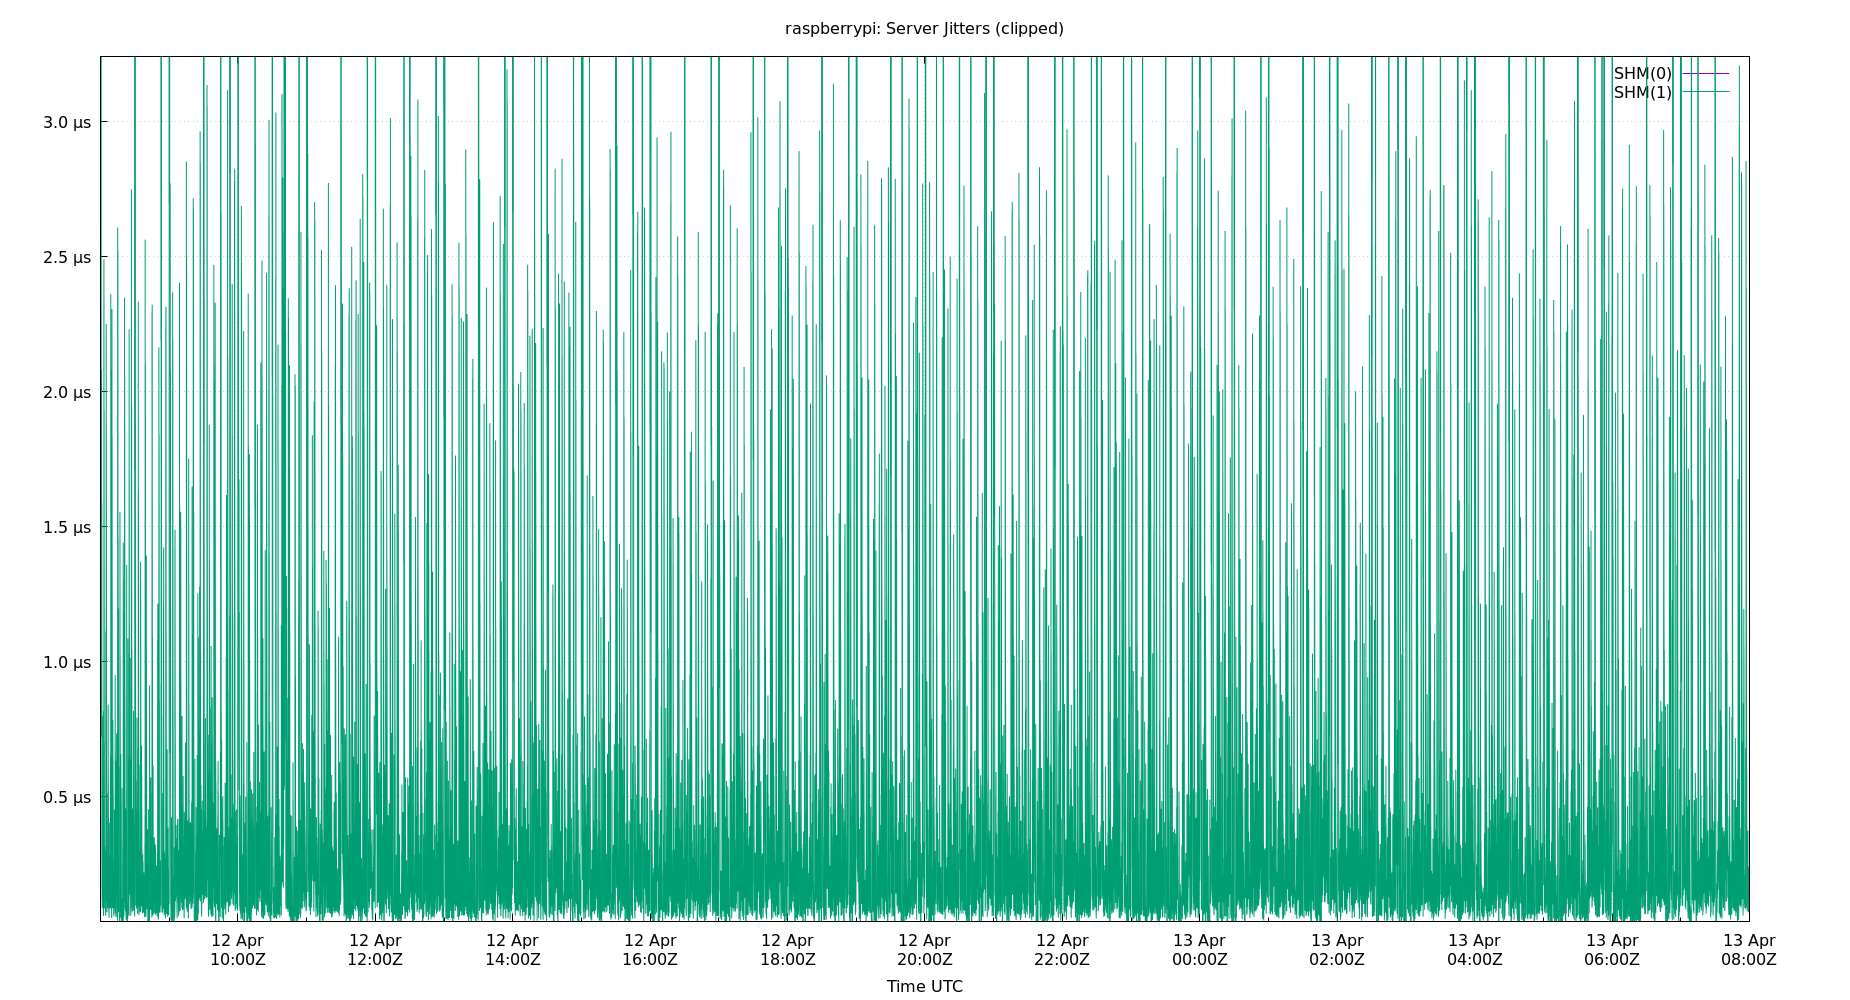 raspberrypi: Server Jitters (clipped)
SHM(0)
SHM(1)
3.0 µs
2.5 µs
2.0 µs
1.5 µs
1.0 µs
0.5 µs
12 Apr 12 Apr 12 Apr 12 Apr 12 Apr 12 Apr 12 Apr 13 Apr 13 Apr 13 Apr 13 Apr 13 Apr
10:00Z 12:00Z 14:00Z 16:00Z 18:00Z 20:00Z 22:00Z 00:00Z 02:00Z 04:00Z 06:00Z 08:00Z
Time UTC